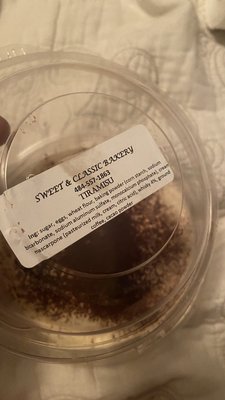 SWEET & CLASSIC BAKERY
484-557-1863
TIRAMISU
Ing: sugar, eggs, wheat flour, baking powder (corn starch, sodium
bicarbonate, sodium aluminum sulfate, monocalcium phosphate), cream,
mascarpone (pasteurized milk, cream, citric acid), whisky 4%, ground
coffee, cacao powder